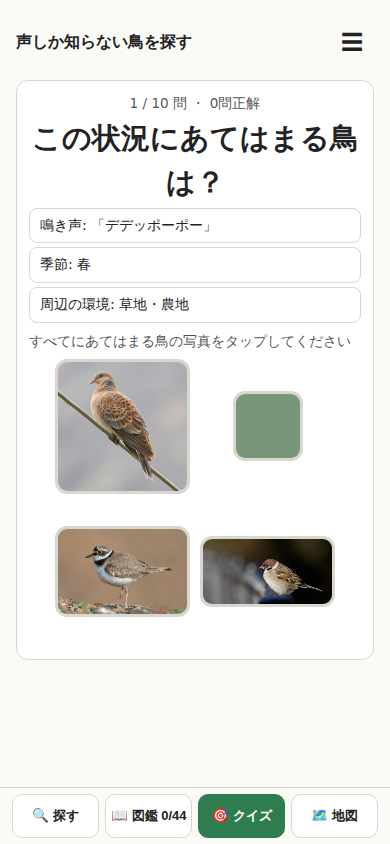 声しか知らない鳥を探す
☰
1 / 10 問 ・ 0問正解
この状況にあてはまる鳥
は？
鳴き声: 「デデッポーポー」
季節: 春
周辺の環境: 草地・農地
すべてにあてはまる鳥の写真をタップしてください
🔍 探す
📖 図鑑 0/44
🎯 クイズ
🗺️ 地図